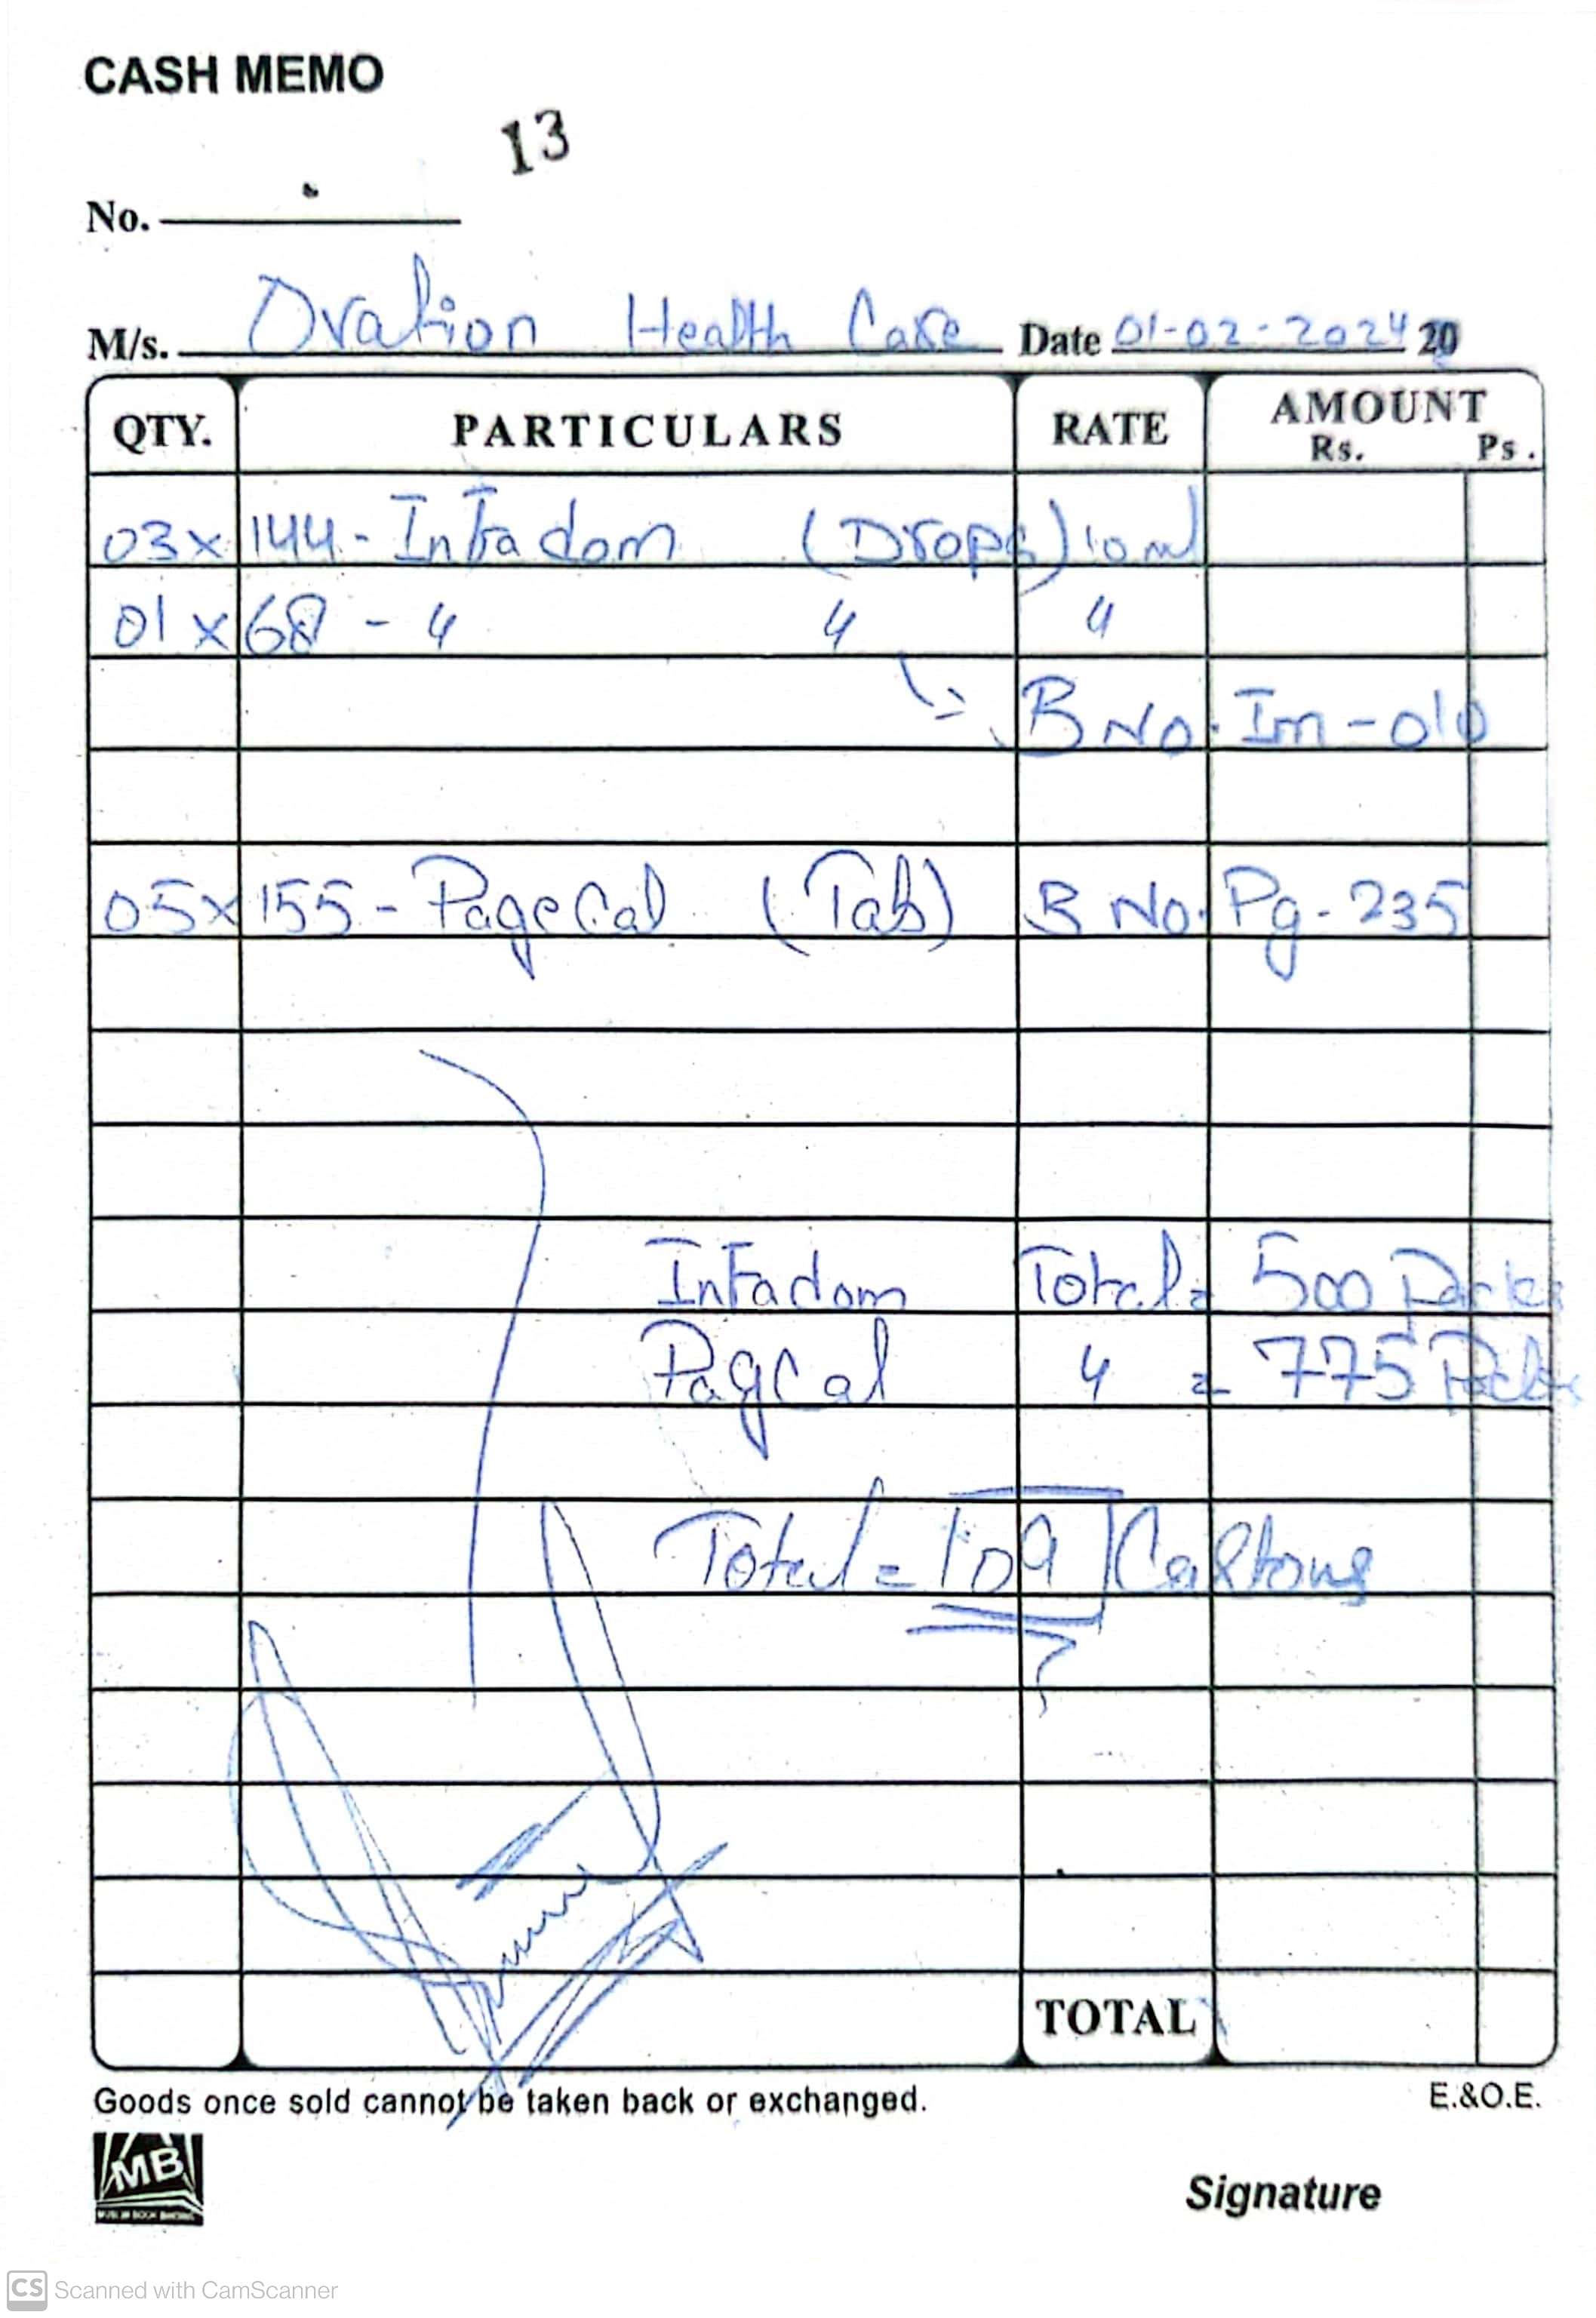 CASH MEMO
13
No.
M/s. Ovation Health Care Date 01-02-2024 20
QTY. PARTICULARS RATE AMOUNT
Rs. Ps.
03x 144 - Infadom (Drops) 10 ml
01 x 68 - 4 4 4
B No. Im - 010
05x 155 - PageCal (Tab) B No. Pg - 235
Infadom Total = 500 Packs
PagCal 4 = 775 Packs
Total = 109 Cartons
TOTAL
Goods once sold cannot be taken back or exchanged. E.&O.E.
MB
Signature
CS Scanned with CamScanner